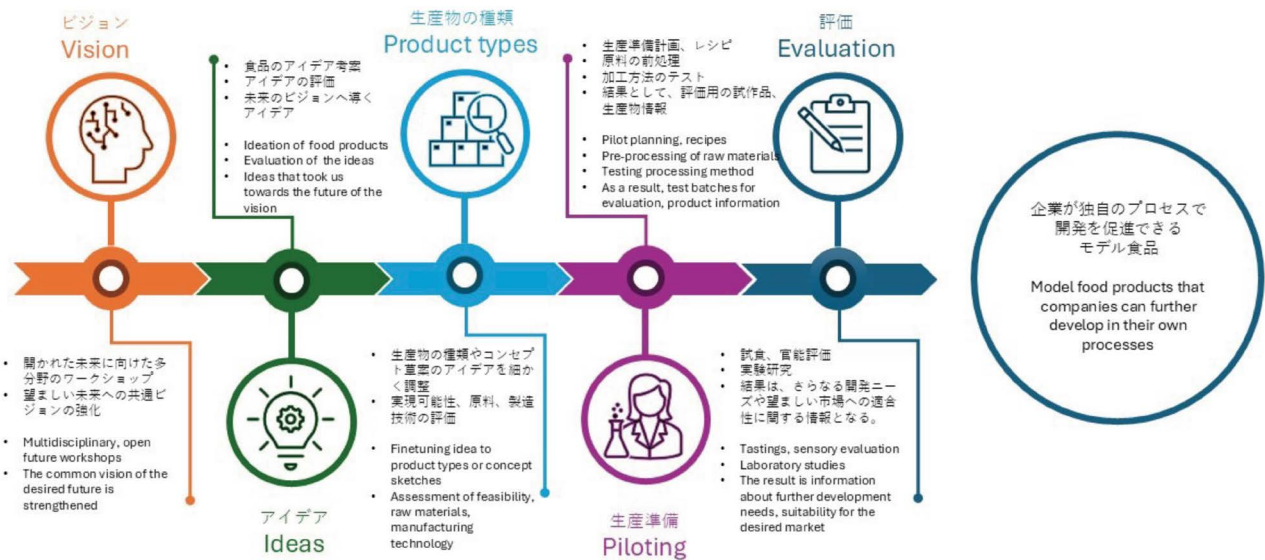 ビジョン
Vision
• 開かれた未来に向けた多
分野のワークショップ
• 望ましい未来への共通ビ
ジョンの強化
• Multidisciplinary, open
future workshops
• The common vision of the
desired future is
strengthened
• 食品のアイデア考案
• アイデアの評価
• 未来のビジョンへ導く
アイデア
• Ideation of food products
• Evaluation of the ideas
• Ideas that took us
towards the future of the
vision
アイデア
Ideas
生産物の種類
Product types
• 生産物の種類やコンセプ
ト草案のアイデアを細か
く調整
• 実現可能性、原料、製造
技術の評価
• Finetuning idea to
product types or concept
sketches
• Assessment of feasibility,
raw materials,
manufacturing
technology
• 生産準備計画、レシピ
• 原料の前処理
• 加工方法のテスト
• 結果として、評価用の試作品、
生産物情報
• Pilot planning, recipes
• Pre-processing of raw materials
• Testing processing method
• As a result, test batches for
evaluation, product information
生産準備
Piloting
評価
Evaluation
• 試食、官能評価
• 実験研究
• 結果は、さらなる開発ニー
ズや望ましい市場への適合
性に関する情報となる。
• Tastings, sensory evaluation
• Laboratory studies
• The result is information
about further development
needs, suitability for the
desired market
企業が独自のプロセスで
開発を促進できる
モデル食品
Model food products that
companies can further
develop in their own
processes